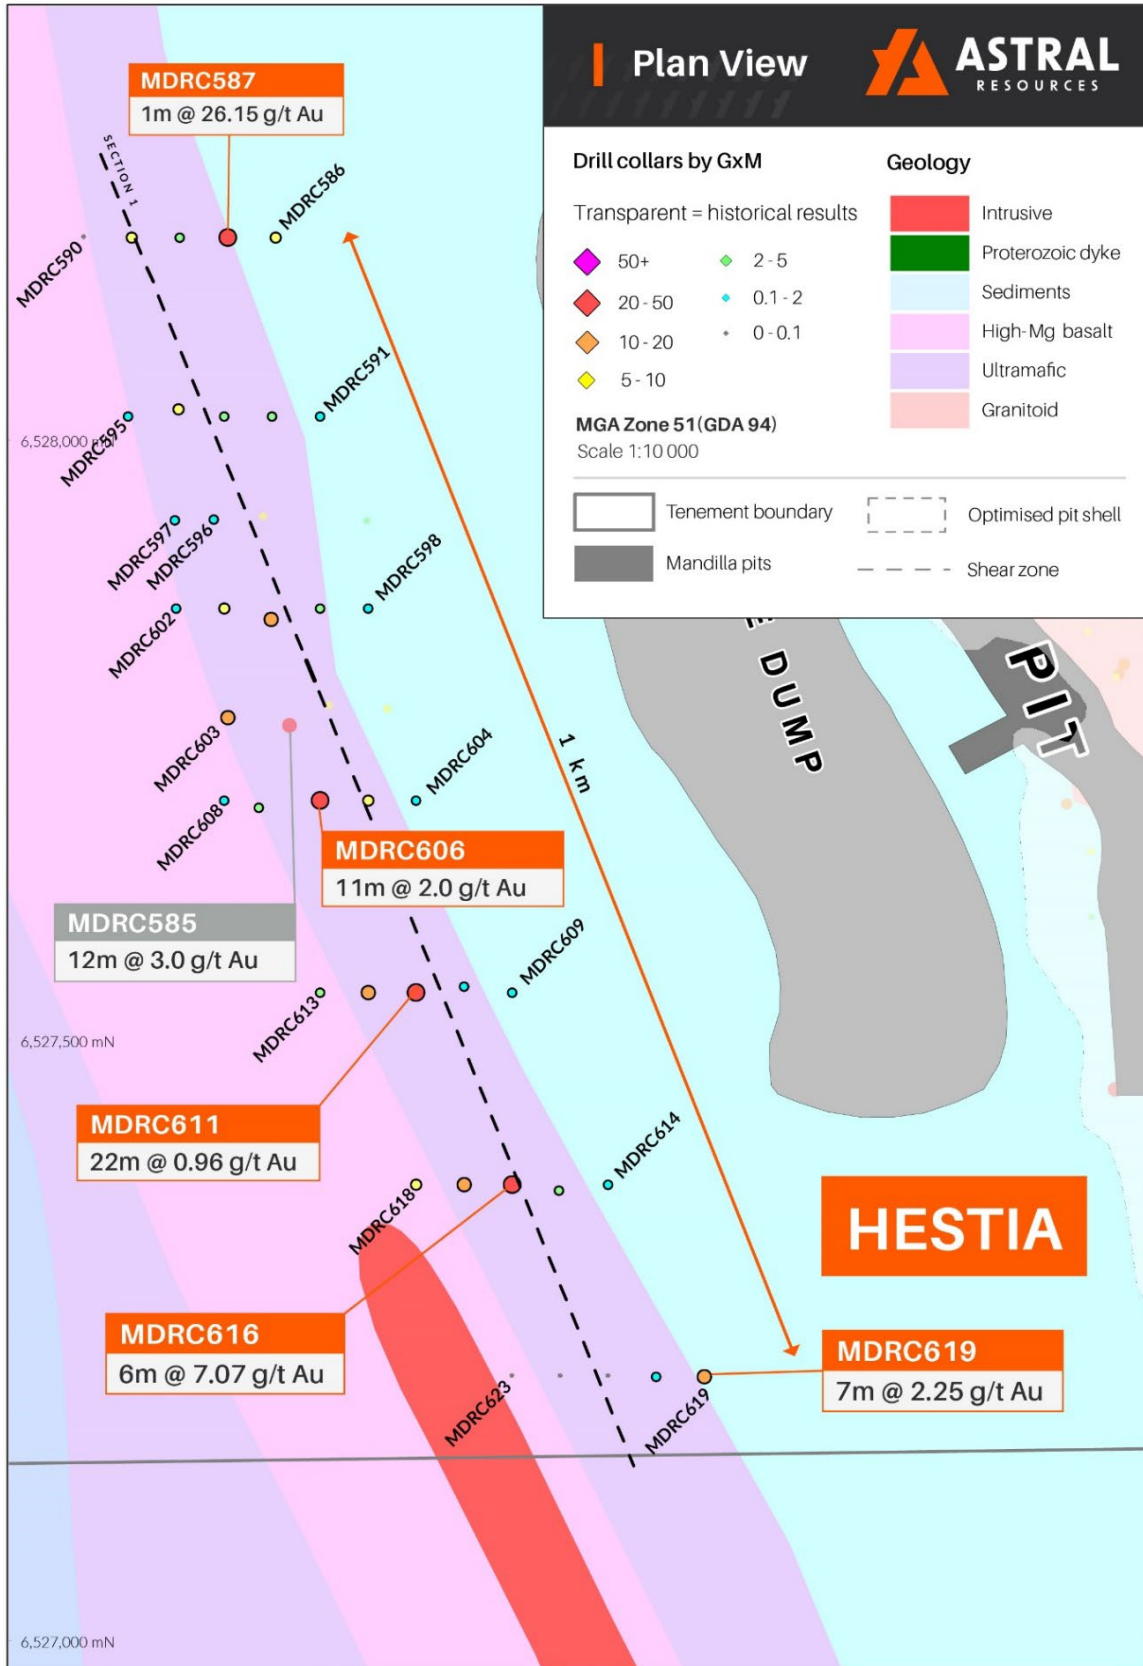 Plan View
ASTRAL
RESOURCES
Drill collars by GxM
Transparent = historical results
50+
20 - 50
10 - 20
5 - 10
2 - 5
0.1 - 2
0 - 0.1
MGA Zone 51(GDA 94)
Scale 1:10 000
Geology
Intrusive
Proterozoic dyke
Sediments
High-Mg basalt
Ultramafic
Granitoid
Tenement boundary
Mandilla pits
Optimised pit shell
Shear zone
MDRC587
1m @ 26.15 g/t Au
SECTION 1
MDRC586
MDRC590
MDRC591
MDRC595
6,528,000 mN
MDRC597
MDRC596
MDRC598
MDRC602
E DUMP
PIT
MDRC603
MDRC604
1 km
MDRC608
MDRC606
11m @ 2.0 g/t Au
MDRC585
12m @ 3.0 g/t Au
MDRC609
MDRC613
6,527,500 mN
MDRC611
22m @ 0.96 g/t Au
MDRC614
MDRC618
HESTIA
MDRC616
6m @ 7.07 g/t Au
MDRC619
7m @ 2.25 g/t Au
MDRC623
MDRC619
6,527,000 mN